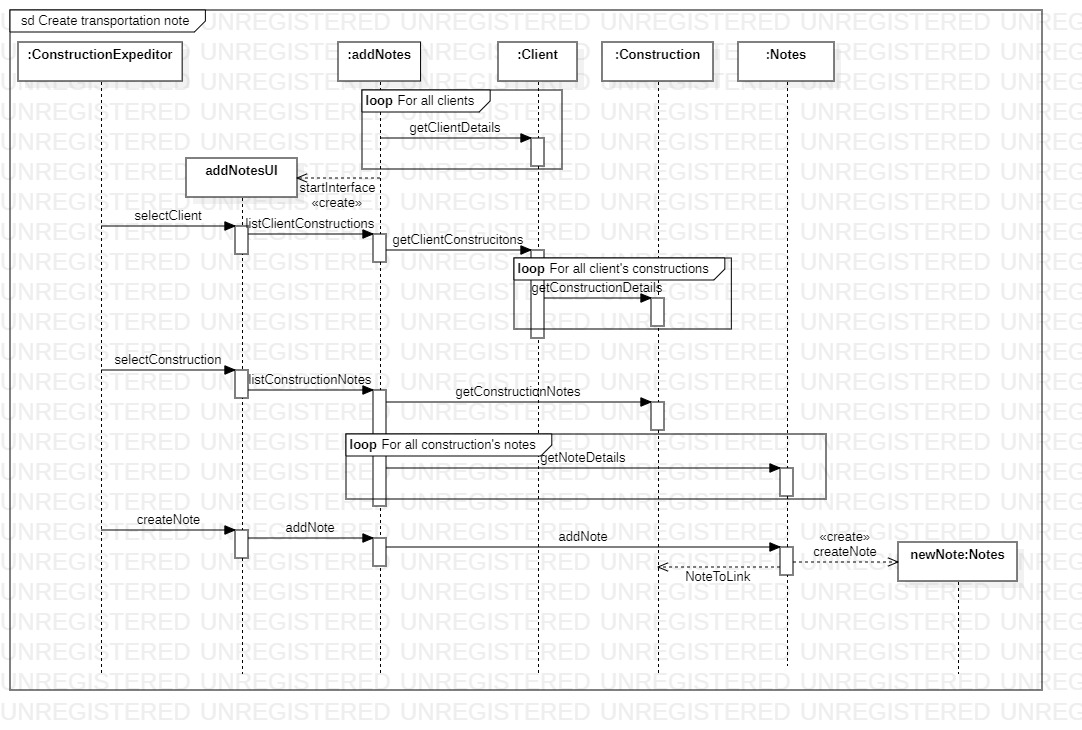 sd Create transportation note
:ConstructionExpeditor
:addNotes
:Client
:Construction
:Notes
loop For all clients
getClientDetails
addNotesUI
startInterface
«create»
selectClient
listClientConstructions
getClientConstrucitons
loop For all client's constructions
getConstructionDetails
selectConstruction
listConstructionNotes
getConstructionNotes
loop For all construction's notes
getNoteDetails
createNote
addNote
addNote
«create»
createNote
newNote:Notes
NoteToLink
UNREGISTERED UNREGISTERED UNREGISTERED UNREGISTERED UNREGISTERED